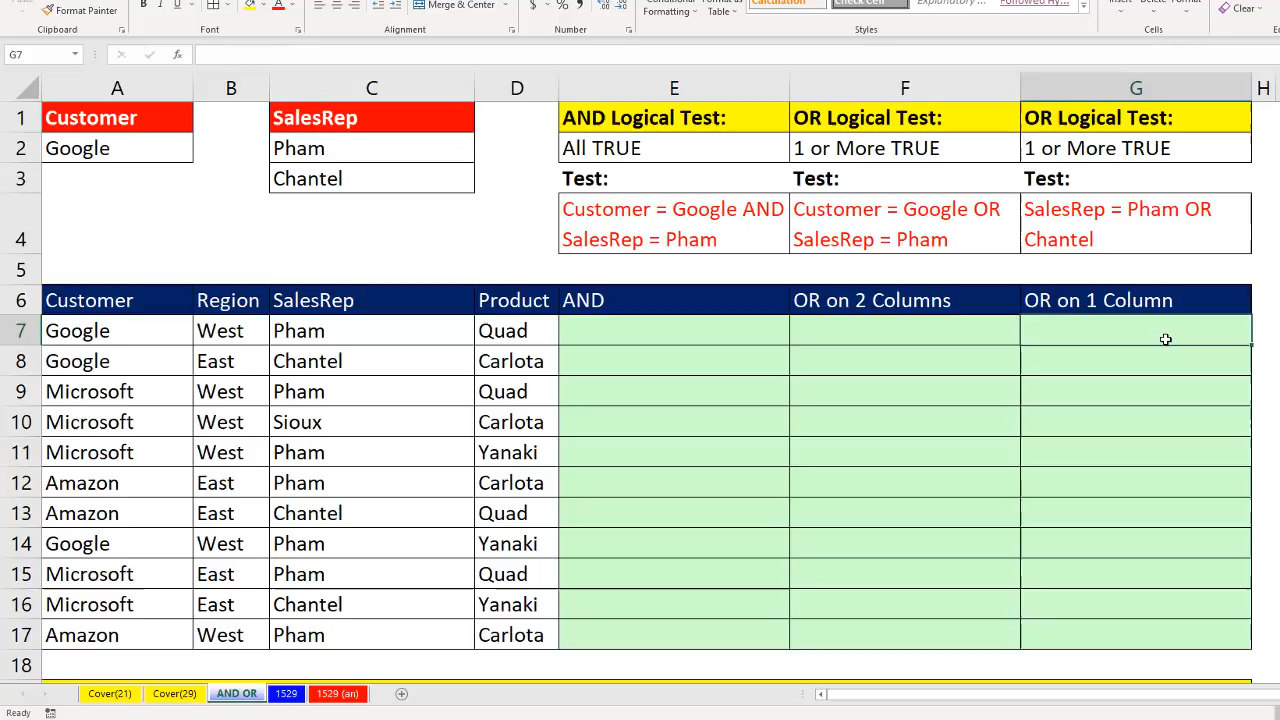 Format Painter
B I U
A
Merge & Center
$ %
Conditional Format as
Formatting Table
Calculation
Check Cell
Explanatory ...
Followed Hy...
Insert Delete Format
Clear
Clipboard
Font
Alignment
Number
Styles
Cells
G7
fx
A B C D E F G H
1 Customer SalesRep AND Logical Test: OR Logical Test: OR Logical Test:
2 Google Pham All TRUE 1 or More TRUE 1 or More TRUE
3 Chantel Test: Test: Test:
Customer = Google AND Customer = Google OR SalesRep = Pham OR
4 SalesRep = Pham SalesRep = Pham Chantel
5
6 Customer Region SalesRep Product AND OR on 2 Columns OR on 1 Column
7 Google West Pham Quad
8 Google East Chantel Carlota
9 Microsoft West Pham Quad
10 Microsoft West Sioux Carlota
11 Microsoft West Pham Yanaki
12 Amazon East Pham Carlota
13 Amazon East Chantel Quad
14 Google West Pham Yanaki
15 Microsoft East Pham Quad
16 Microsoft East Chantel Yanaki
17 Amazon West Pham Carlota
18
Cover(21) Cover(29) AND OR 1529 1529 (an)
Ready